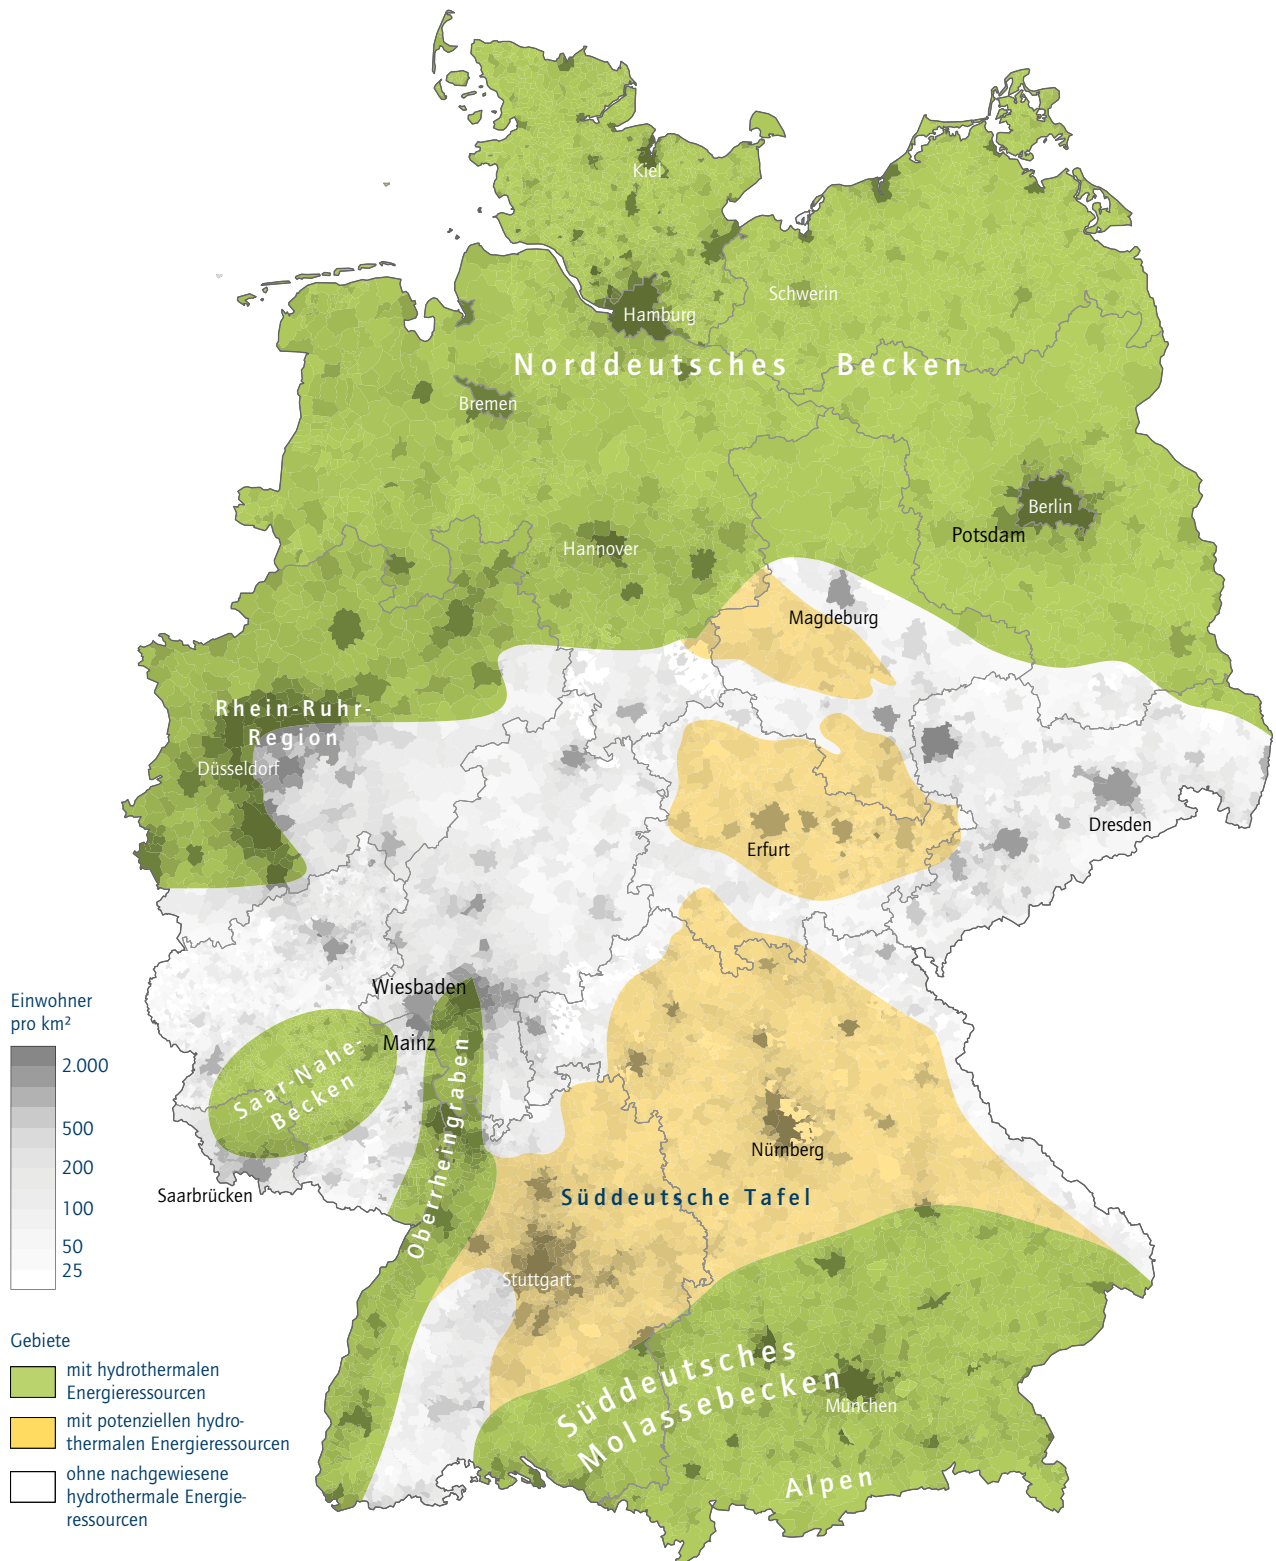 Kiel
Schwerin
Hamburg
Norddeutsches Becken
Bremen
Berlin
Potsdam
Hannover
Magdeburg
Rhein-Ruhr-
Region
Düsseldorf
Dresden
Erfurt
Wiesbaden
Mainz
Saar-Nahe-
Becken
Oberrheingraben
Saarbrücken
Nürnberg
Süddeutsche Tafel
Stuttgart
Süddeutsches
Molassebecken
München
Alpen
Einwohner
pro km²
2.000
500
200
100
50
25
Gebiete
mit hydrothermalen
Energieressourcen
mit potenziellen hydro-
thermalen Energieressourcen
ohne nachgewiesene
hydrothermale Energie-
ressourcen